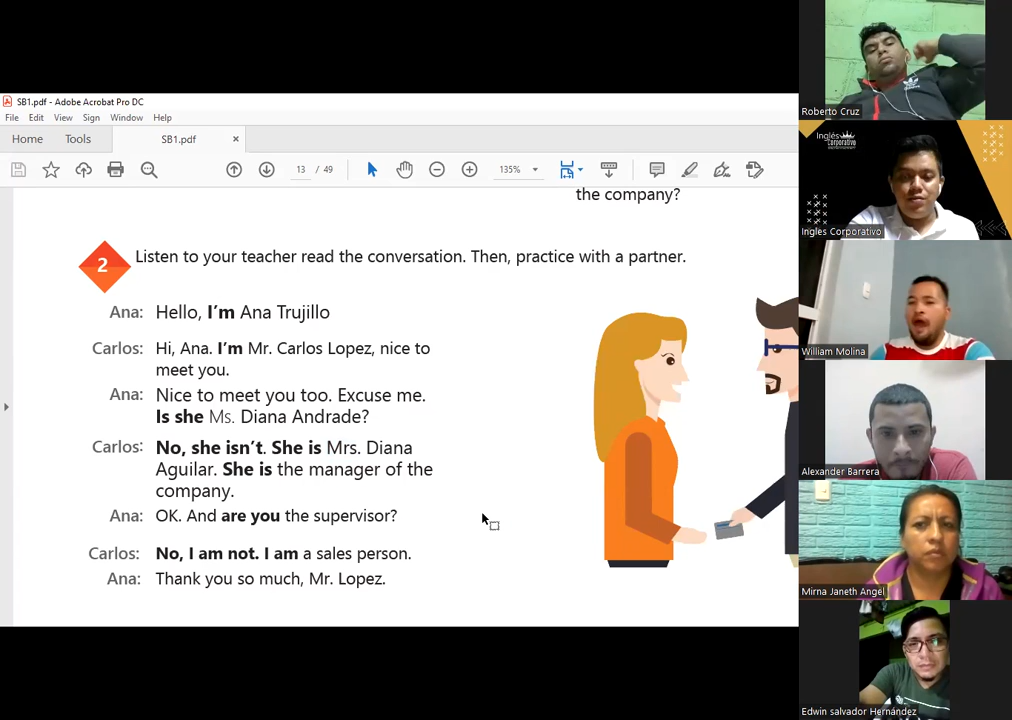 SB1.pdf - Adobe Acrobat Pro DC
File Edit View Sign Window Help
Home Tools SB1.pdf ×
13 / 49 135%
the company?
2 Listen to your teacher read the conversation. Then, practice with a partner.
Ana: Hello, I'm Ana Trujillo
Carlos: Hi, Ana. I'm Mr. Carlos Lopez, nice to
meet you.
Ana: Nice to meet you too. Excuse me.
Is she Ms. Diana Andrade?
Carlos: No, she isn't. She is Mrs. Diana
Aguilar. She is the manager of the
company.
Ana: OK. And are you the supervisor?
Carlos: No, I am not. I am a sales person.
Ana: Thank you so much, Mr. Lopez.
Roberto Cruz
Inglés
Corporativo
Ingles Corporativo
William Molina
Alexander Barrera
Mirna Janeth Angel
Edwin salvador Hernández